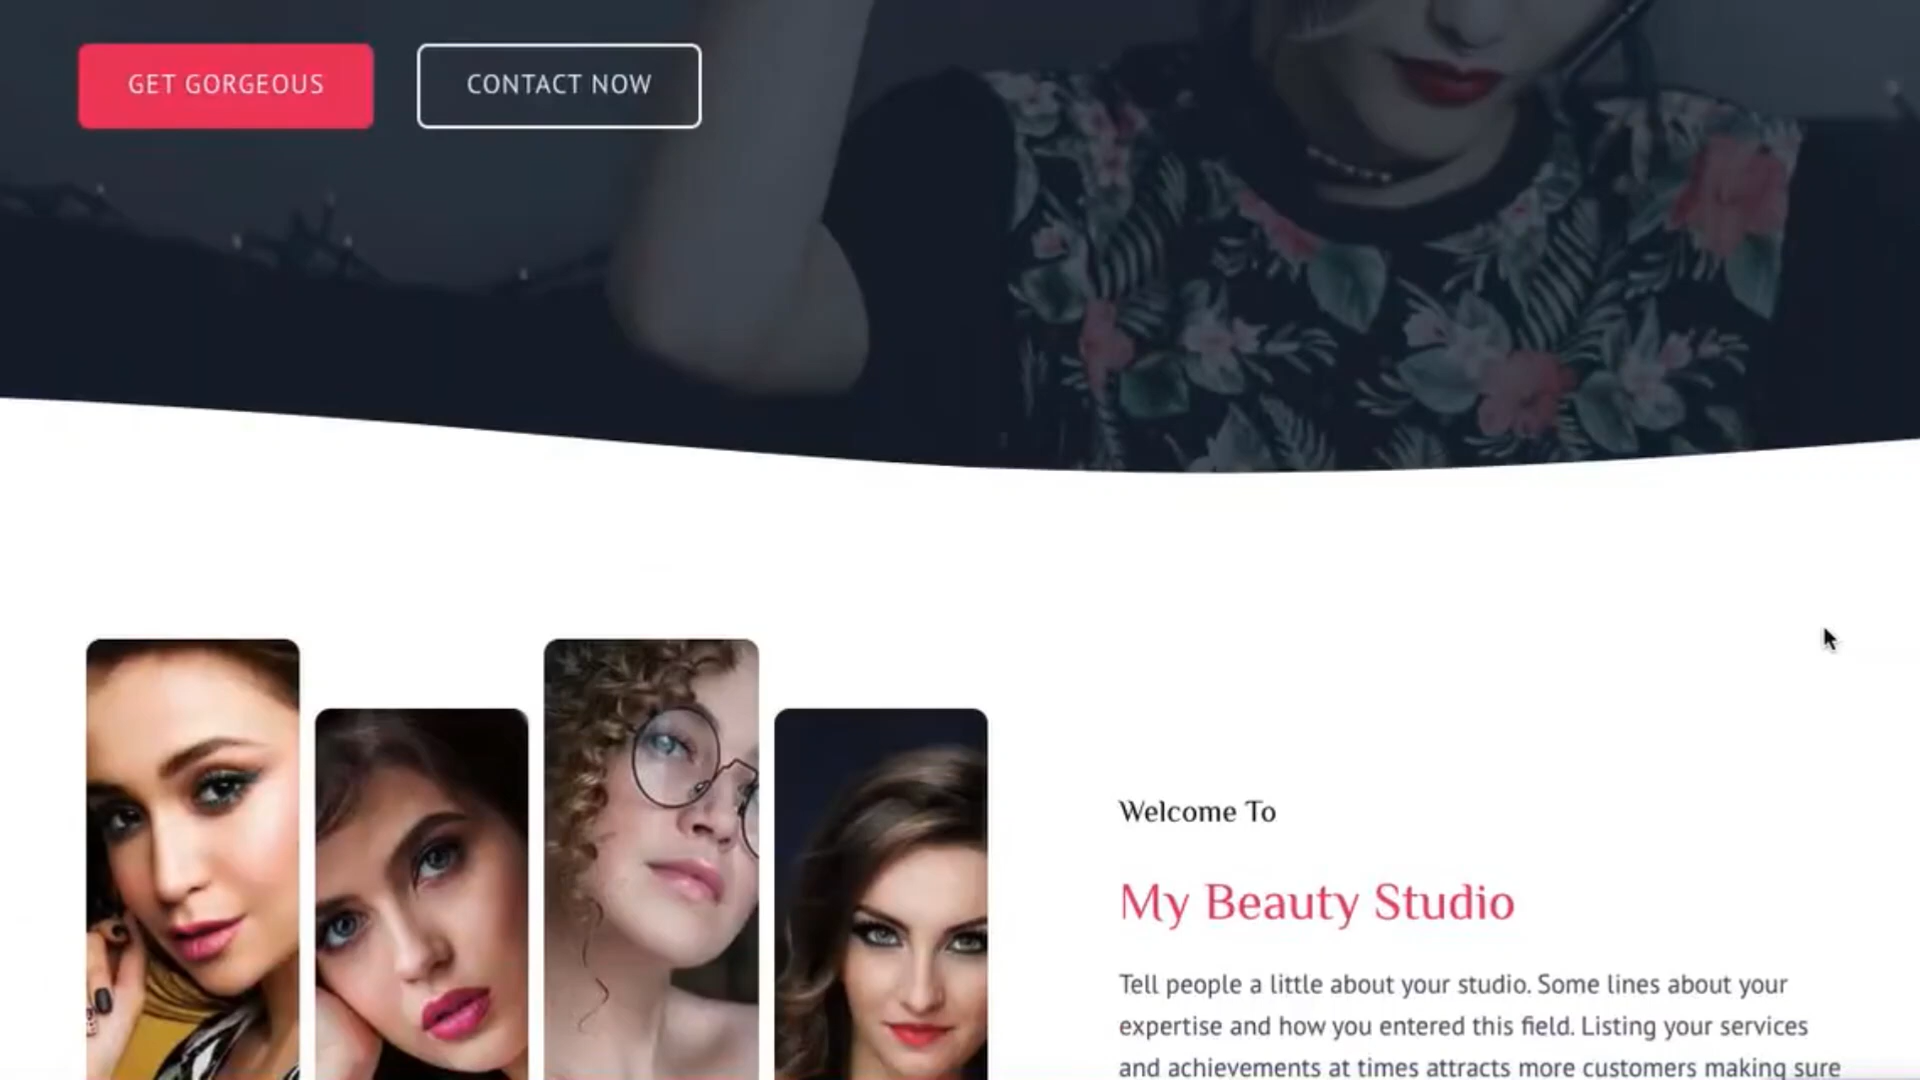 GET GORGEOUS
CONTACT NOW
Welcome To
My Beauty Studio
Tell people a little about your studio. Some lines about your
expertise and how you entered this field. Listing your services
and achievements at times attracts more customers making sure